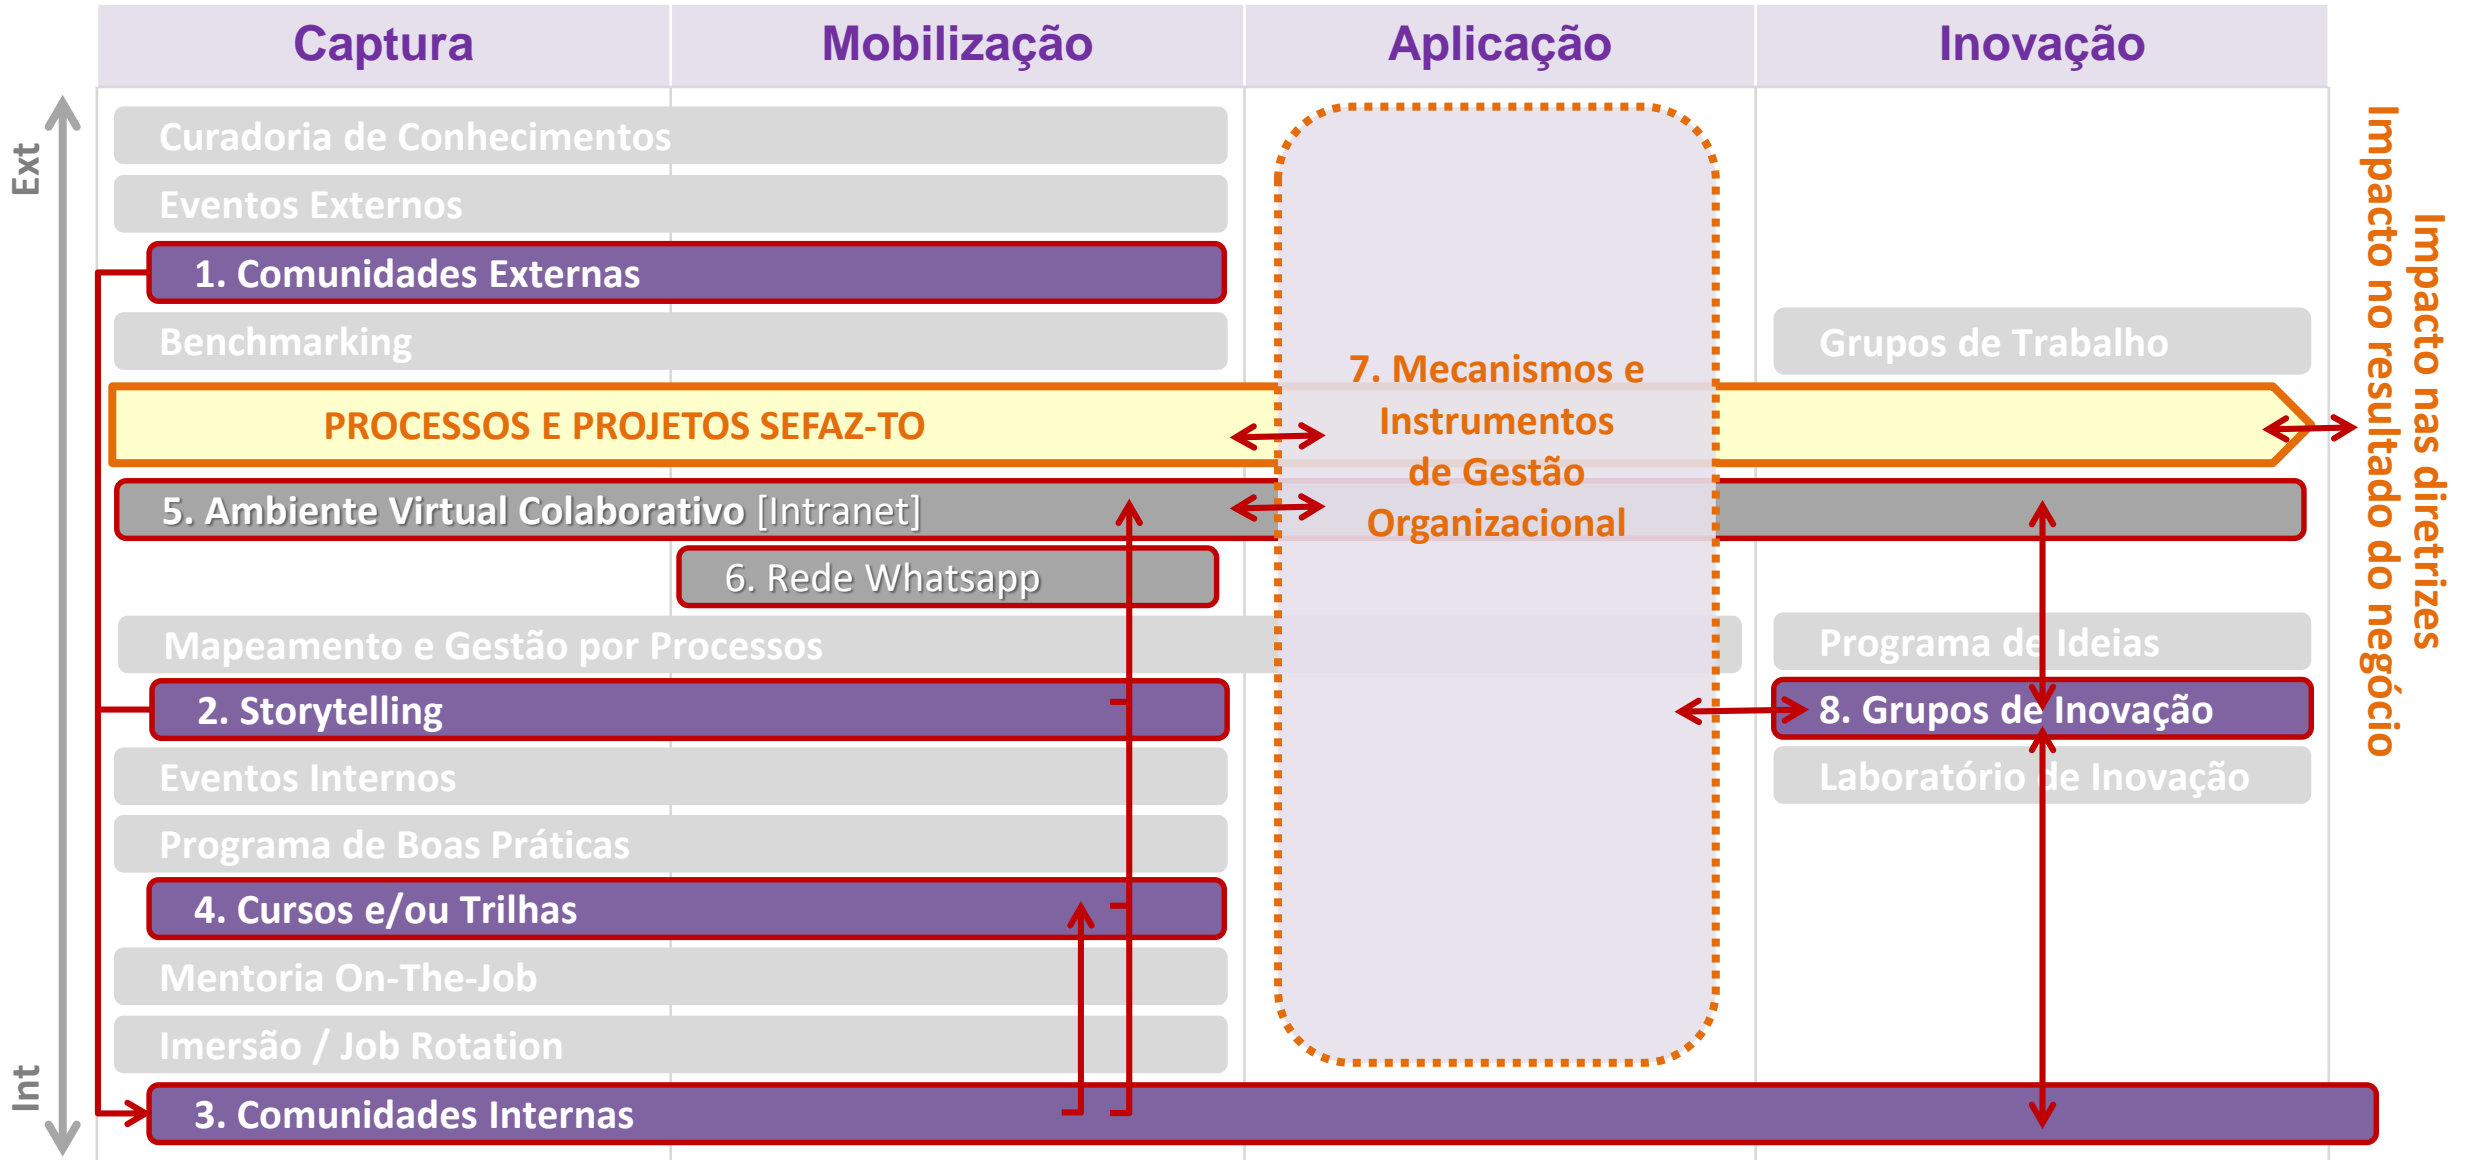 Captura
Mobilização
Aplicação
Inovação
Ext
Curadoria de Conhecimentos
Eventos Externos
1. Comunidades Externas
Benchmarking
Grupos de Trabalho
PROCESSOS E PROJETOS SEFAZ-TO
7. Mecanismos e
Instrumentos
de Gestão
Organizacional
5. Ambiente Virtual Colaborativo [Intranet]
6. Rede Whatsapp
Mapeamento e Gestão por Processos
Programa de Ideias
2. Storytelling
8. Grupos de Inovação
Eventos Internos
Laboratório de Inovação
Programa de Boas Práticas
4. Cursos e/ou Trilhas
Mentoria On-The-Job
Imersão / Job Rotation
Int
3. Comunidades Internas
Impacto nas diretrizes
Impacto no resultado do negócio